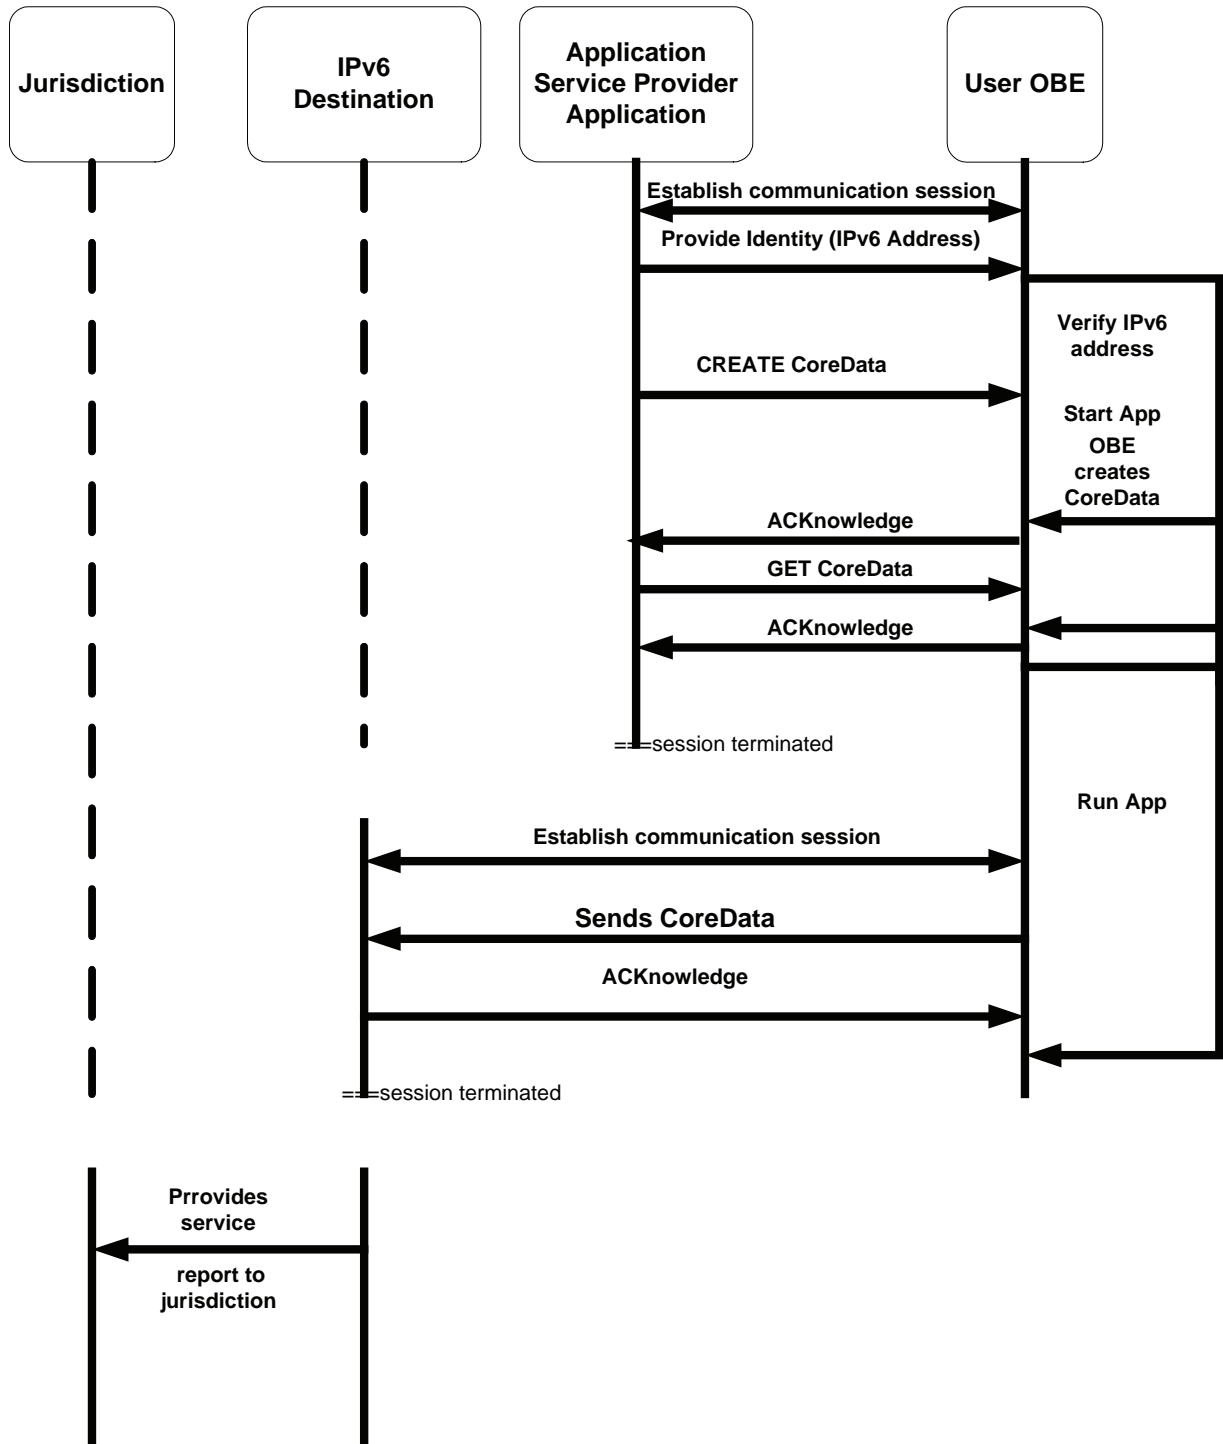 Jurisdiction
IPv6
Destination
Application
Service Provider
Application
User OBE
Establish communication session
Provide Identity (IPv6 Address)
Verify IPv6
address
CREATE CoreData
Start App
OBE
creates
CoreData
ACKnowledge
GET CoreData
ACKnowledge
===session terminated
Run App
Establish communication session
Sends CoreData
ACKnowledge
===session terminated
Prrovides
service
report to
jurisdiction